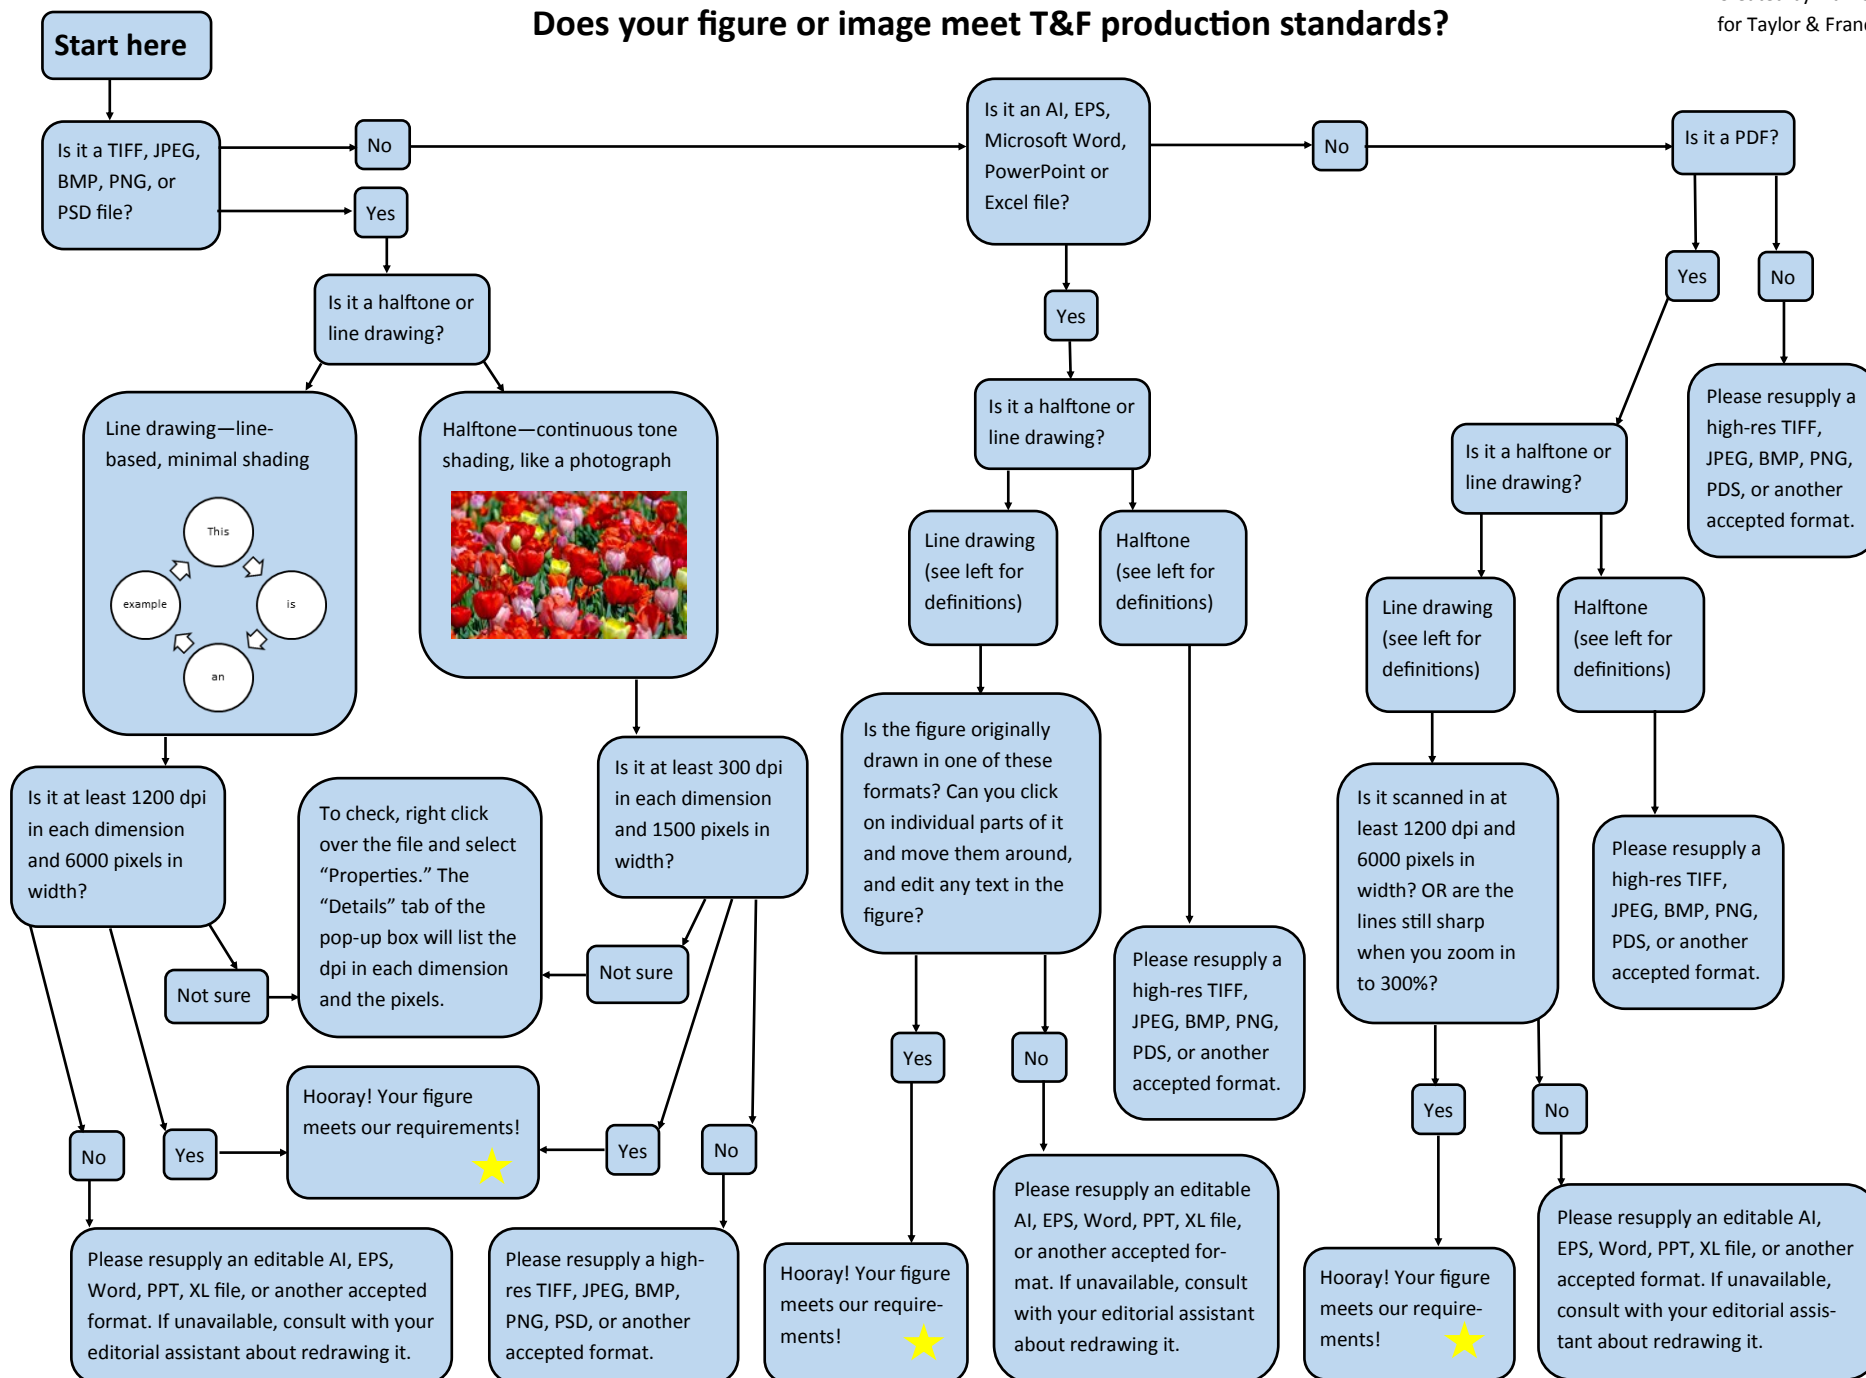 Does your figure or image meet T&F production standards?
for Taylor &
Start here
Is it a TIFF, JPEG,
BMP, PNG, or
PSD file?
No
Yes
Is it an AI, EPS,
Microsoft Word,
PowerPoint or
Excel file?
No
Is it a PDF?
Yes
No
Please resupply a
high-res TIFF,
JPEG, BMP, PNG,
PDS, or another
accepted format.
Is it a halftone or
line drawing?
Line drawing—line-
based, minimal shading
This
is
an
example
Halftone—continuous tone
shading, like a photograph
Is it at least 1200 dpi
in each dimension
and 6000 pixels in
width?
Not sure
To check, right click
over the file and select
“Properties.” The
“Details” tab of the
pop-up box will list the
dpi in each dimension
and the pixels.
Is it at least 300 dpi
in each dimension
and 1500 pixels in
width?
Not sure
No
Yes
Hooray! Your figure
meets our requirements!
Yes
No
Please resupply an editable AI, EPS,
Word, PPT, XL file, or another accepted
format. If unavailable, consult with your
editorial assistant about redrawing it.
Please resupply a high-
res TIFF, JPEG, BMP,
PNG, PSD, or another
accepted format.
Yes
Is it a halftone or
line drawing?
Line drawing
(see left for
definitions)
Halftone
(see left for
definitions)
Is the figure originally
drawn in one of these
formats? Can you click
on individual parts of it
and move them around,
and edit any text in the
figure?
Yes
No
Please resupply a
high-res TIFF,
JPEG, BMP, PNG,
PDS, or another
accepted format.
Hooray! Your figure
meets our require-
ments!
Please resupply an editable
AI, EPS, Word, PPT, XL file,
or another accepted for-
mat. If unavailable, consult
with your editorial assistant
about redrawing it.
Is it a halftone or
line drawing?
Line drawing
(see left for
definitions)
Halftone
(see left for
definitions)
Is it scanned in at
least 1200 dpi and
6000 pixels in
width? OR are the
lines still sharp
when you zoom in
to 300%?
Please resupply a
high-res TIFF,
JPEG, BMP, PNG,
PDS, or another
accepted format.
Yes
No
Hooray! Your figure
meets our require-
ments!
Please resupply an editable AI,
EPS, Word, PPT, XL file, or another
accepted format. If unavailable,
consult with your editorial assis-
tant about redrawing it.